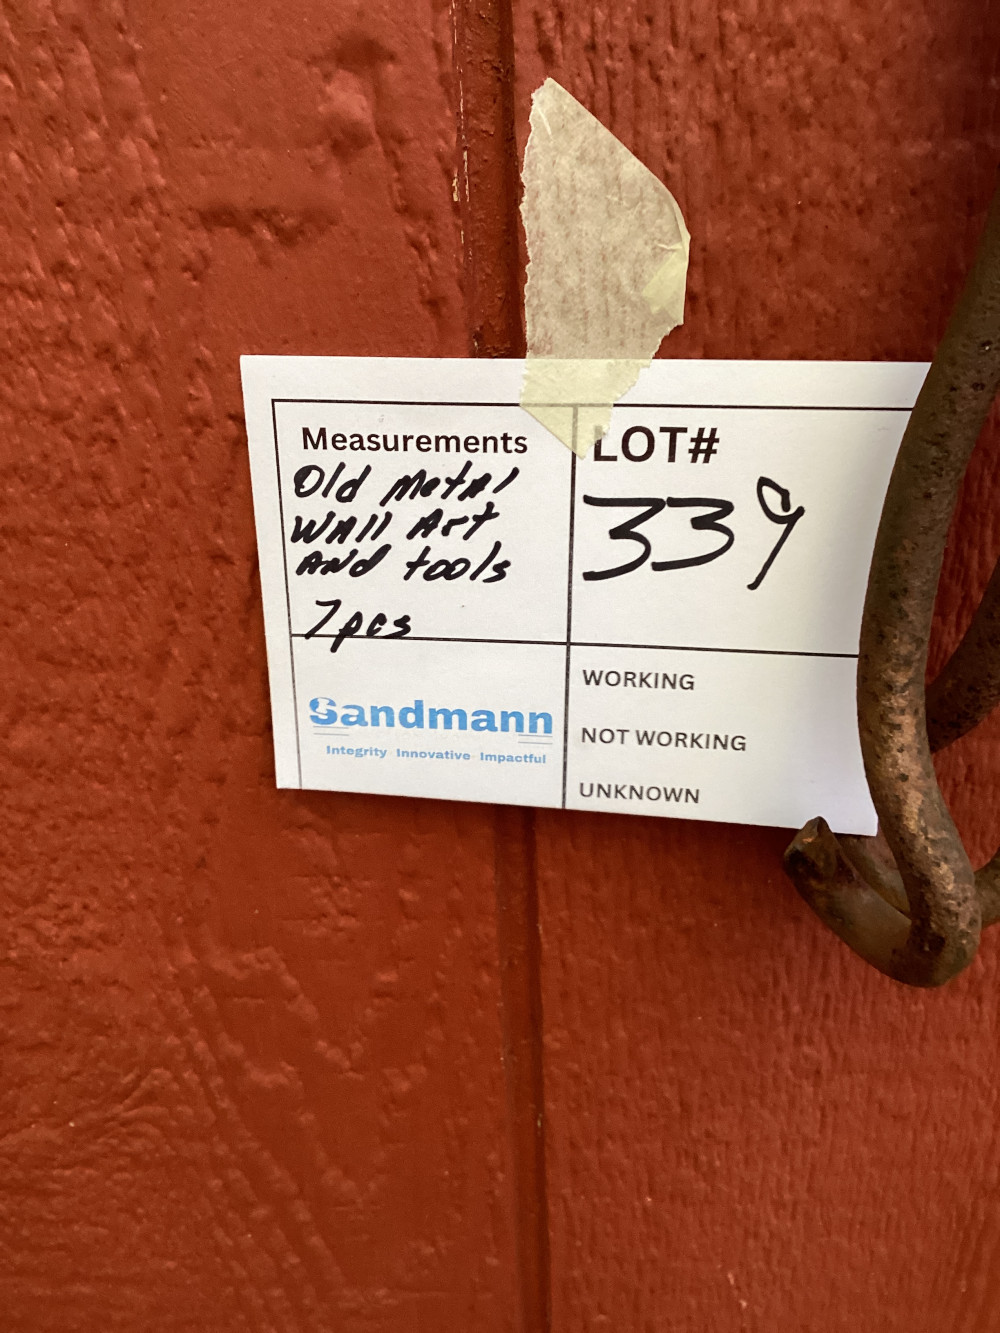 Measurements
Old Metal
Wall Art
And tools
7pcs
LOT#
339
Sandmann
Integrity Innovative Impactful
WORKING
NOT WORKING
UNKNOWN